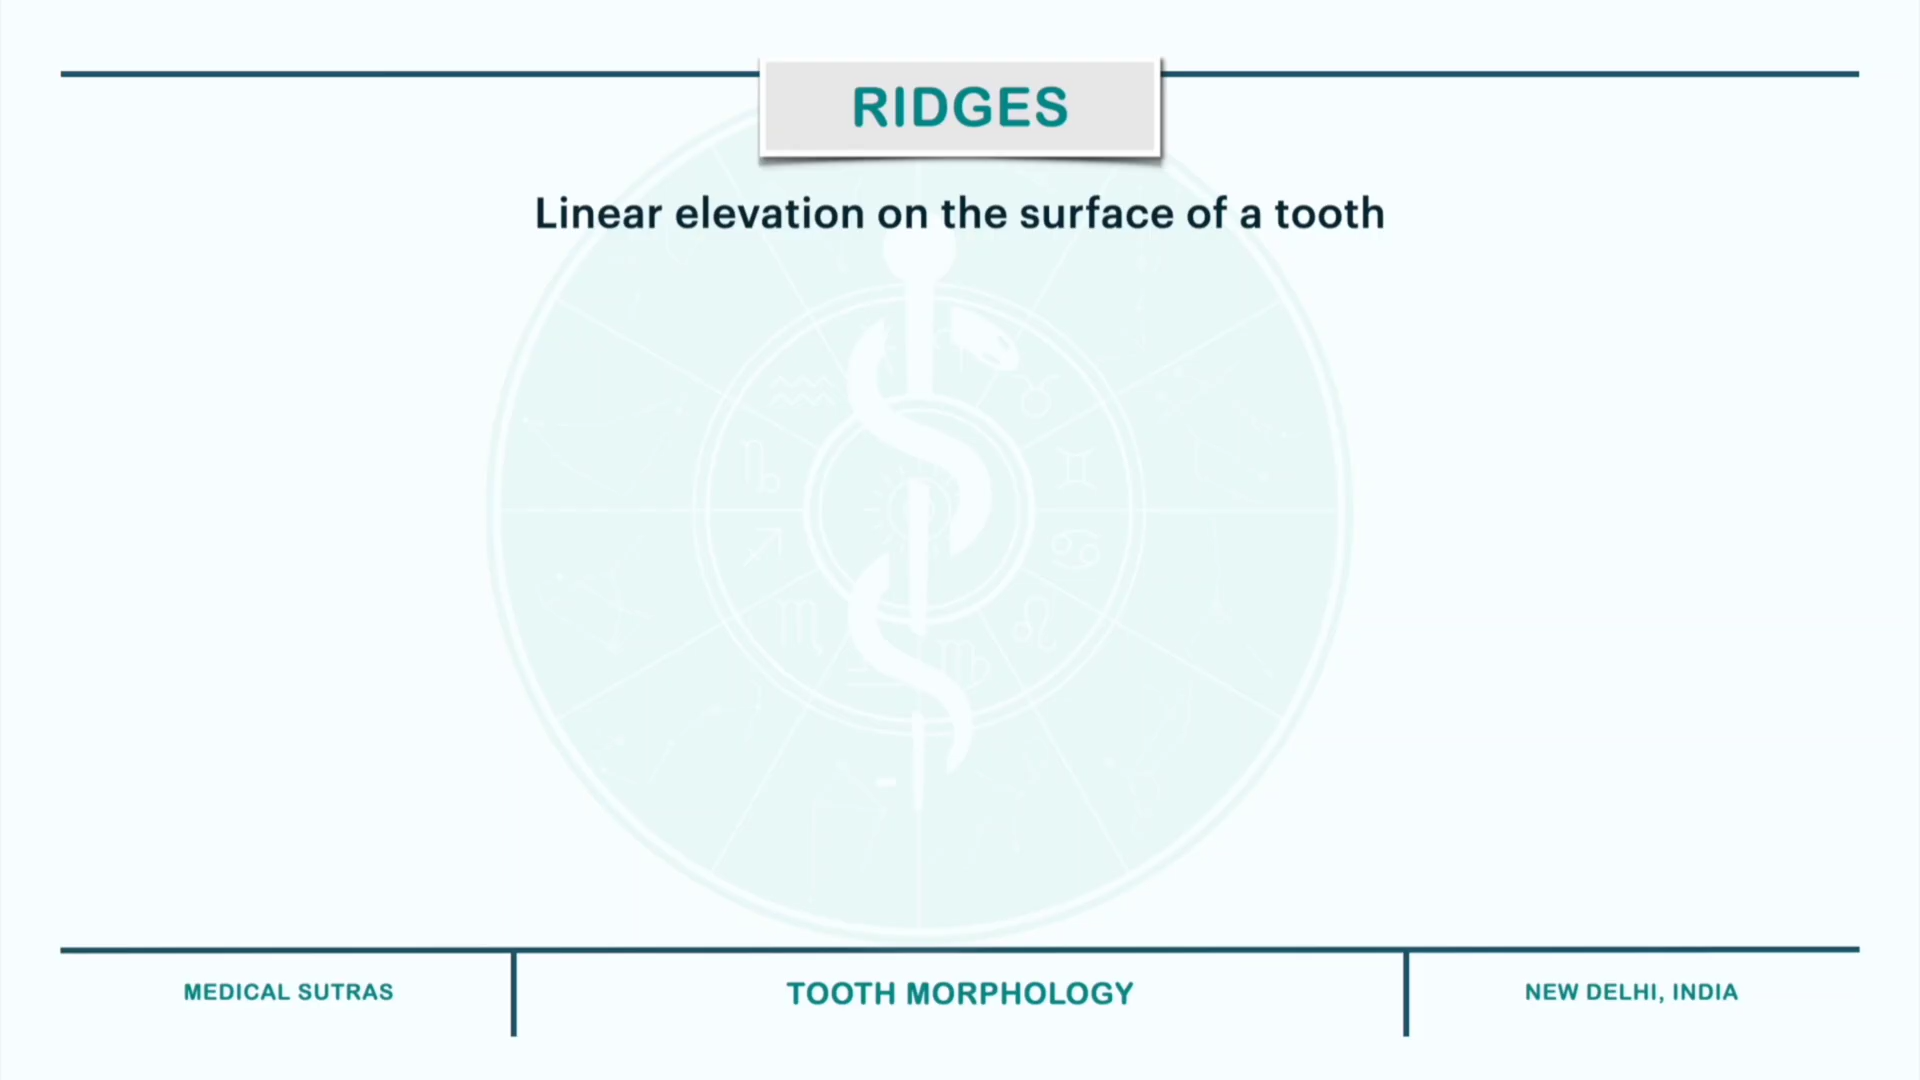 RIDGES
Linear elevation on the surface of a tooth
MEDICAL SUTRAS
TOOTH MORPHOLOGY
NEW DELHI, INDIA